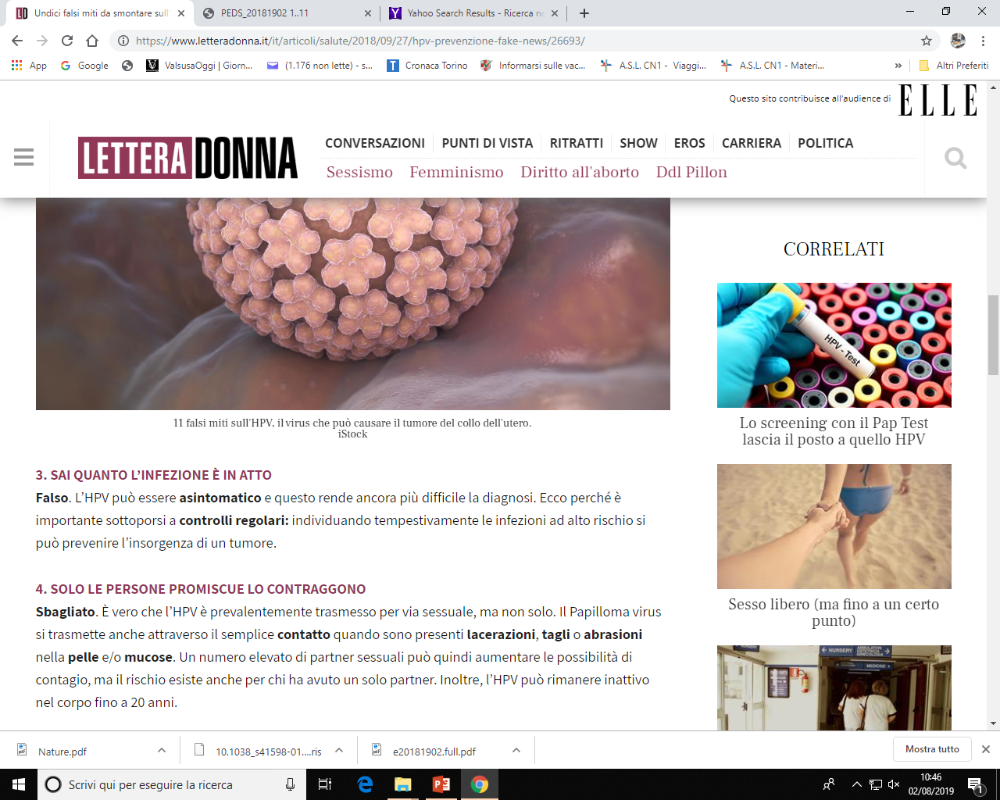 Undici falsi miti da smontare sull'
PEDS_20181902 1..11
Yahoo Search Results - Ricerca ne
https://www.letteradonna.it/it/articoli/salute/2018/09/27/hpv-prevenzione-fake-news/26693/
App
Google
ValsusaOggi | Giorn...
(1.176 non lette) - s...
Cronaca Torino
Informarsi sulle vac...
A.S.L. CN1 - Viaggi...
A.S.L. CN1 - Materi...
»
Altri Preferiti
Questo sito contribuisce all'audience di ELLE
LETTERA DONNA
CONVERSAZIONI PUNTI DI VISTA RITRATTI SHOW EROS CARRIERA POLITICA
Sessismo Femminismo Diritto all'aborto Ddl Pillon
11 falsi miti sull'HPV, il virus che può causare il tumore del collo dell'utero.
iStock
3. SAI QUANTO L'INFEZIONE È IN ATTO
Falso. L'HPV può essere asintomatico e questo rende ancora più difficile la diagnosi. Ecco perché è
importante sottoporsi a controlli regolari: individuando tempestivamente le infezioni ad alto rischio si
può prevenire l'insorgenza di un tumore.
4. SOLO LE PERSONE PROMISCUE LO CONTRAGGONO
Sbagliato. È vero che l'HPV è prevalentemente trasmesso per via sessuale, ma non solo. Il Papilloma virus
si trasmette anche attraverso il semplice contatto quando sono presenti lacerazioni, tagli o abrasioni
nella pelle e/o mucose. Un numero elevato di partner sessuali può quindi aumentare le possibilità di
contagio, ma il rischio esiste anche per chi ha avuto un solo partner. Inoltre, l'HPV può rimanere inattivo
nel corpo fino a 20 anni.
CORRELATI
HPV - Test
Lo screening con il Pap Test
lascia il posto a quello HPV
Sesso libero (ma fino a un certo
punto)
NURSERY
MEDICINE
Nature.pdf
10.1038_s41598-01....ris
e20181902.full.pdf
Mostra tutto
Scrivi qui per eseguire la ricerca
10:46
02/08/2019
1